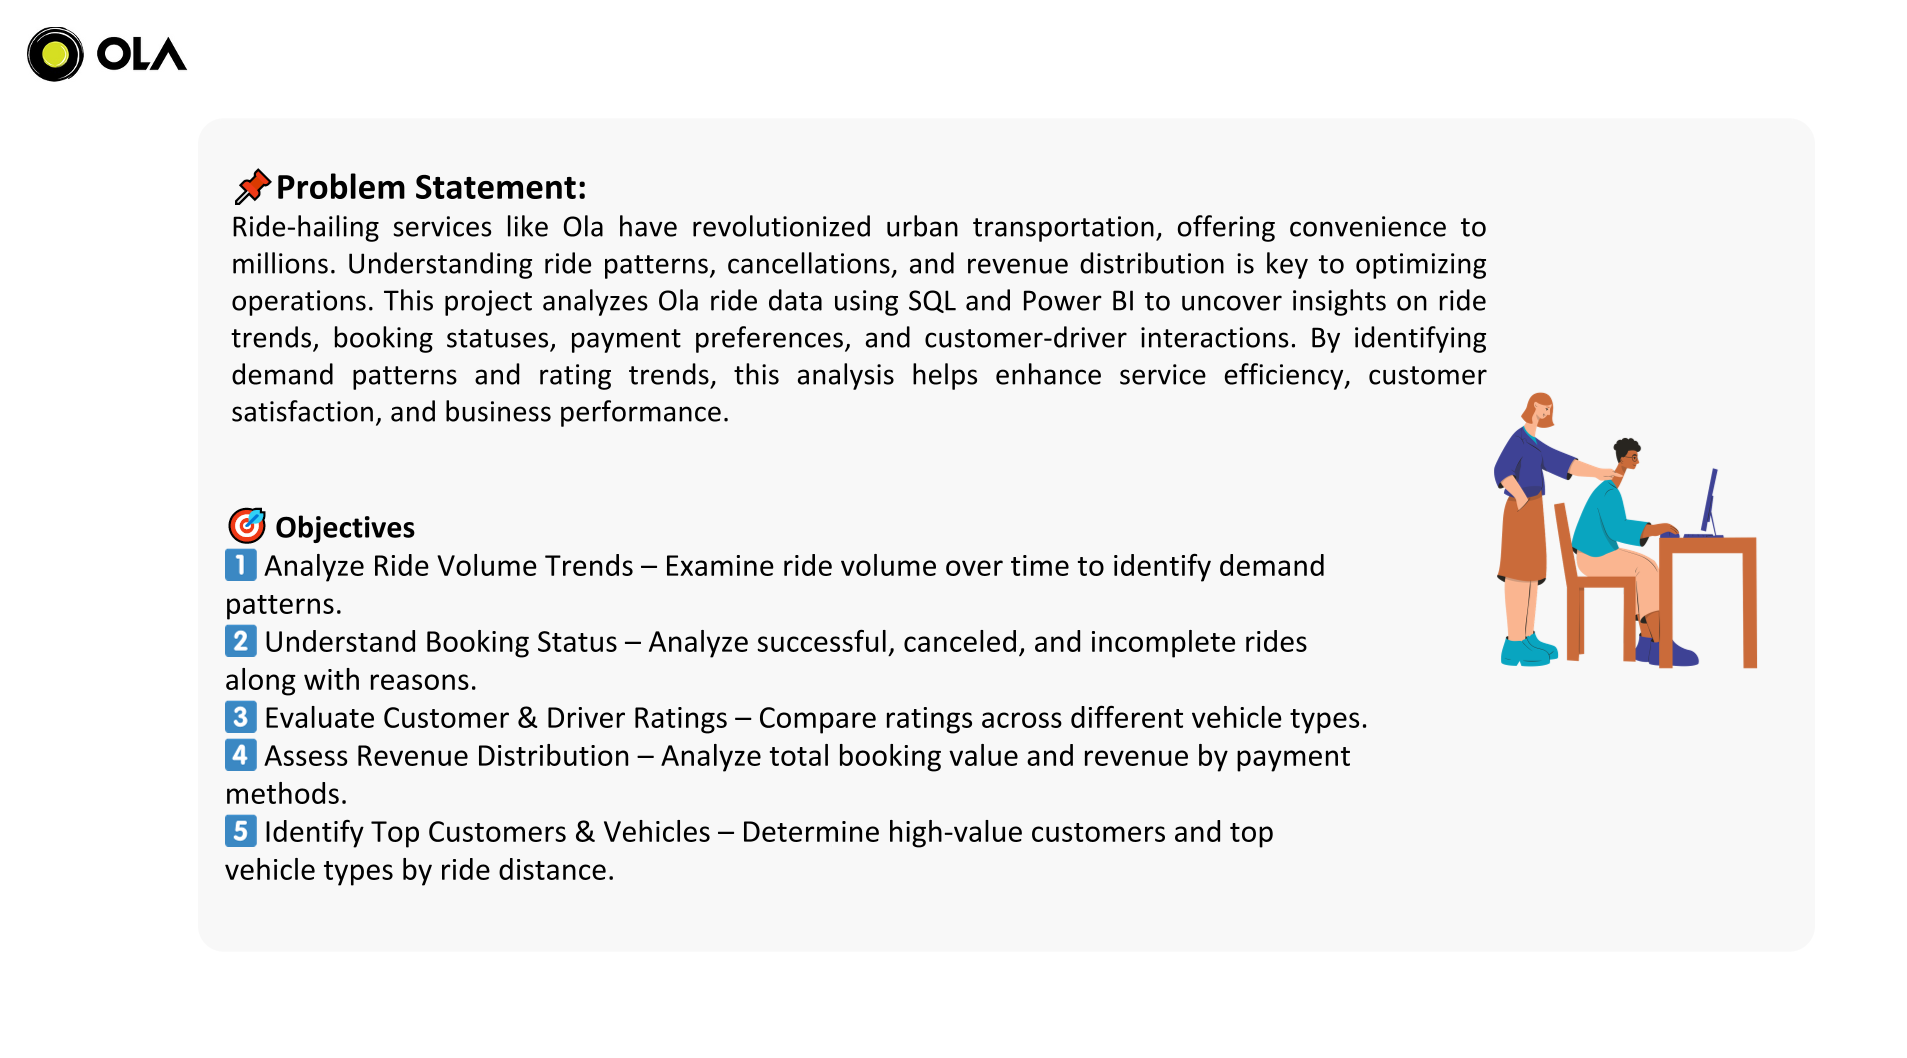 OLA
📌Problem Statement:
Ride-hailing services like Ola have revolutionized urban transportation, offering convenience to
millions. Understanding ride patterns, cancellations, and revenue distribution is key to optimizing
operations. This project analyzes Ola ride data using SQL and Power BI to uncover insights on ride
trends, booking statuses, payment preferences, and customer-driver interactions. By identifying
demand patterns and rating trends, this analysis helps enhance service efficiency, customer
satisfaction, and business performance.
🎯 Objectives
1️⃣ Analyze Ride Volume Trends – Examine ride volume over time to identify demand
patterns.
2️⃣ Understand Booking Status – Analyze successful, canceled, and incomplete rides
along with reasons.
3️⃣ Evaluate Customer & Driver Ratings – Compare ratings across different vehicle types.
4️⃣ Assess Revenue Distribution – Analyze total booking value and revenue by payment
methods.
5️⃣ Identify Top Customers & Vehicles – Determine high-value customers and top
vehicle types by ride distance.